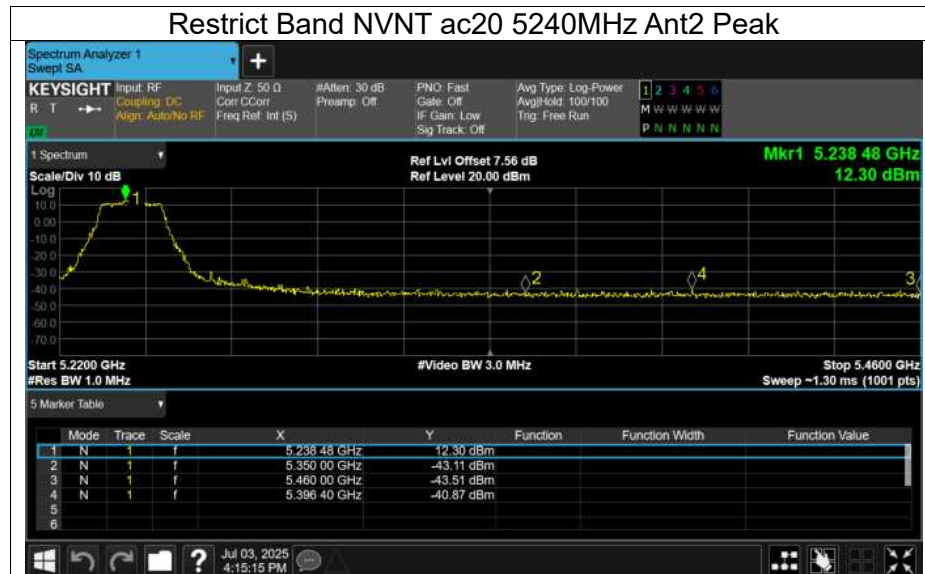 Restrict Band NVNT ac20 5240MHz Ant2 Peak
Spectrum Analyzer 1
Swept SA
+
KEYSIGHT Input: RF Input Z: 50 Ω #Atten: 30 dB PNO: Fast Avg Type: Log-Power 1 2 3 4 5 6
R T Coupling: DC Corr CCorr Preamp: Off Gate: Off Avg|Hold: 100/100 M W W W W W
Align: Auto/No RF Freq Ref: Int (S) IF Gain: Low Trig: Free Run
Sig Track: Off P N N N N N
1 Spectrum Ref Lvl Offset 7.56 dB Mkr1 5.238 48 GHz
Scale/Div 10 dB Ref Level 20.00 dBm 12.30 dBm
Log
1
10.0
0.00
-10.0
-20.0
-30.0
2 4 3
-40.0
-50.0
-60.0
-70.0
Start 5.2200 GHz #Video BW 3.0 MHz Stop 5.4600 GHz
#Res BW 1.0 MHz Sweep ~1.30 ms (1001 pts)
5 Marker Table
Mode Trace Scale X Y Function Function Width Function Value
1 N 1 f 5.238 48 GHz 12.30 dBm
2 N 1 f 5.350 00 GHz -43.11 dBm
3 N 1 f 5.460 00 GHz -43.51 dBm
4 N 1 f 5.396 40 GHz -40.87 dBm
5
6
? Jul 03, 2025
4:15:15 PM